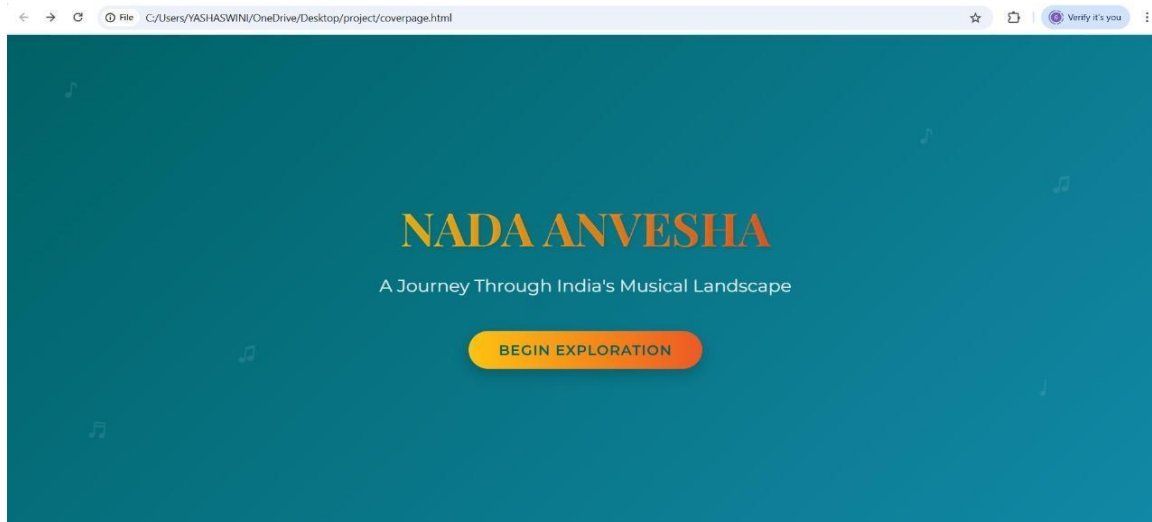 File C:/Users/YASHASWINI/OneDrive/Desktop/project/coverpage.html Verify it's you
NADA ANVESHA
A Journey Through India's Musical Landscape
BEGIN EXPLORATION